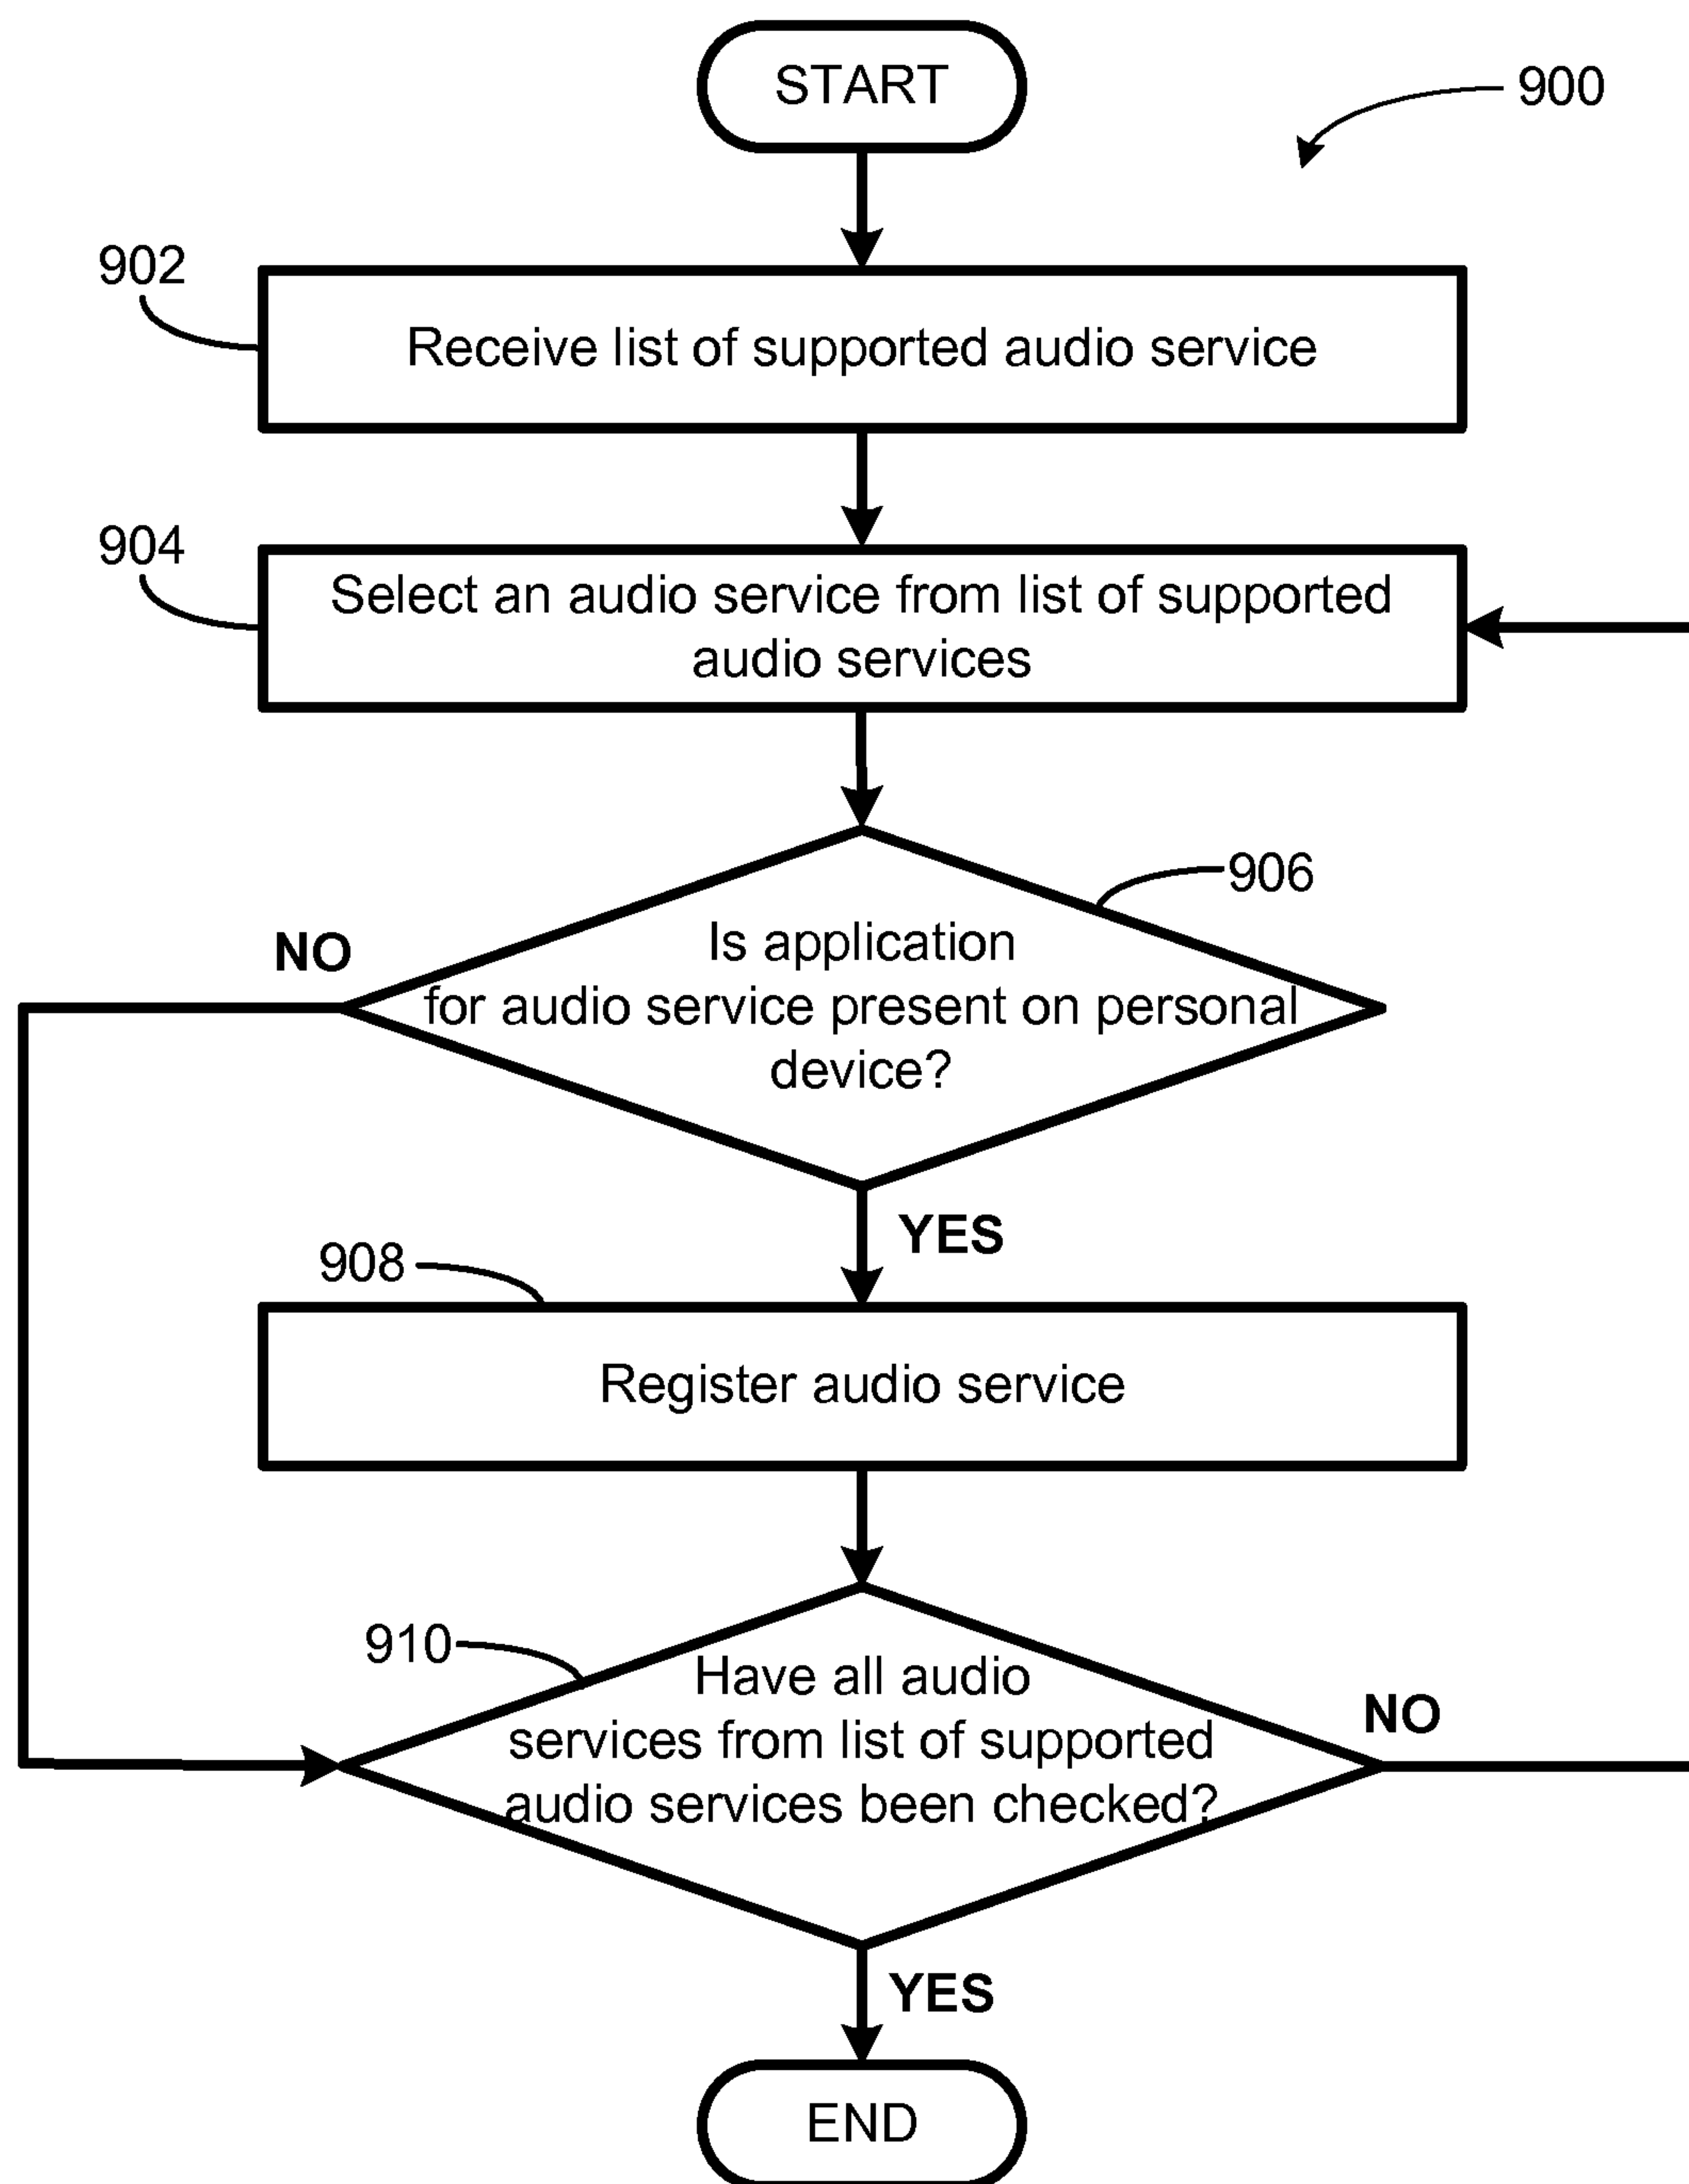 START
900
902
Receive list of supported audio service
904
Select an audio service from list of supported
audio services
906
NO
Is application
for audio service present on personal
device?
YES
908
Register audio service
910
Have all audio
services from list of supported
audio services been checked?
NO
YES
END